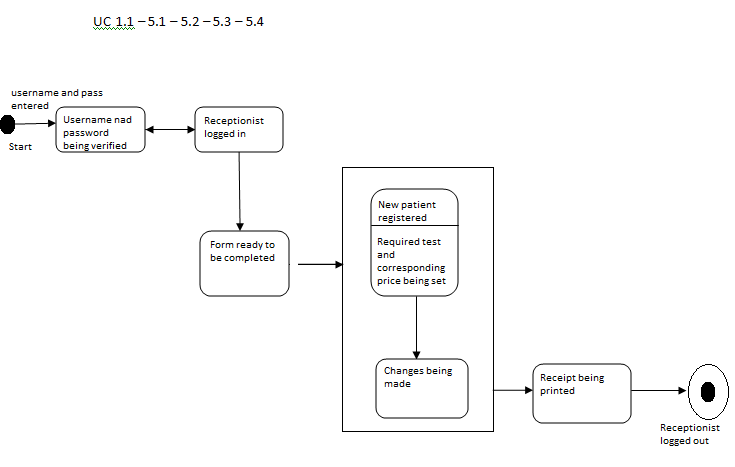 UC 1.1 – 5.1 – 5.2 – 5.3 – 5.4
username and pass
entered
Start
Username nad
password
being verified
Receptionist
logged in
Form ready to
be completed
New patient
registered
Required test
and
corresponding
price being set
Changes being
made
Receipt being
printed
Receptionist
logged out